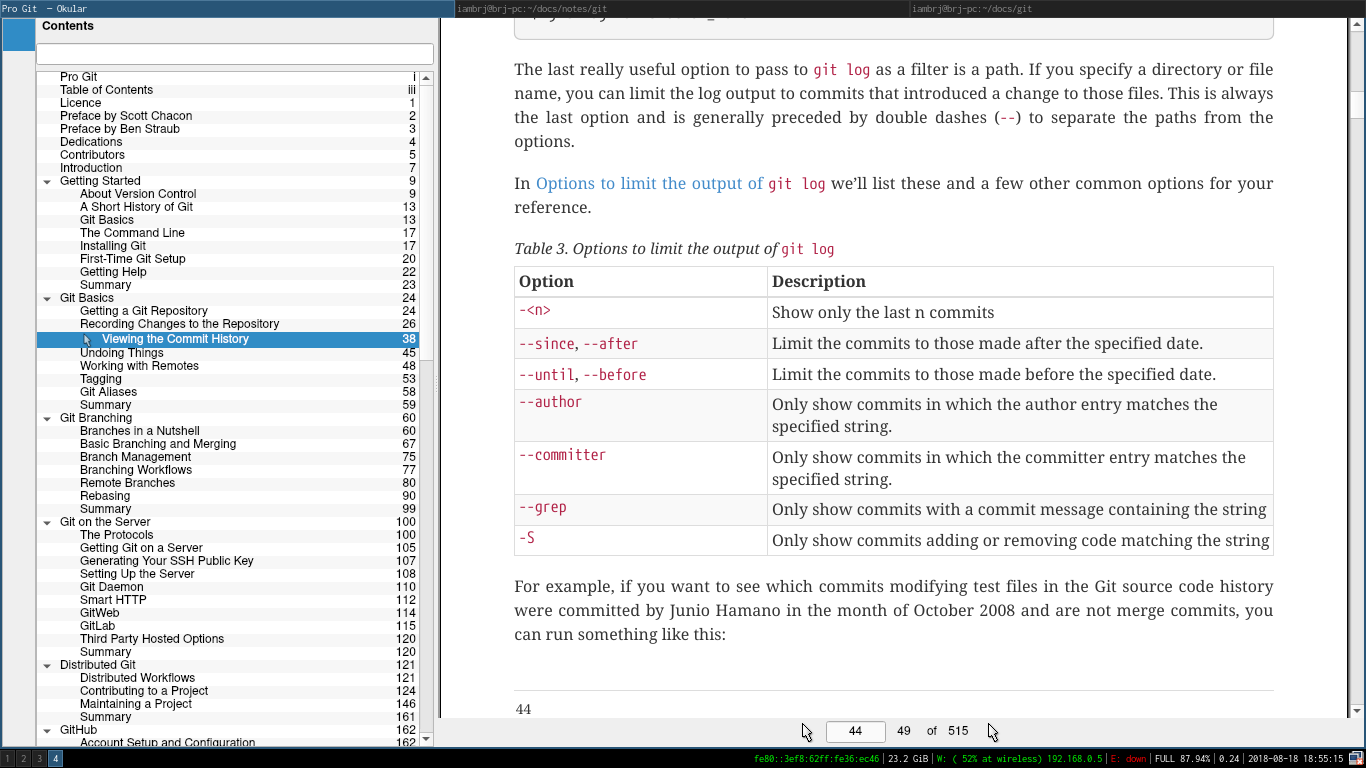 Pro Git – Okular
iambrj@brj-pc:~/docs/notes/git
iambrj@brj-pc:~/docs/git
Contents
Pro Git i
Table of Contents iii
Licence 1
Preface by Scott Chacon 2
Preface by Ben Straub 3
Dedications 4
Contributors 5
Introduction 7
Getting Started 9
About Version Control 9
A Short History of Git 13
Git Basics 13
The Command Line 17
Installing Git 17
First-Time Git Setup 20
Getting Help 22
Summary 23
Git Basics 24
Getting a Git Repository 24
Recording Changes to the Repository 26
Viewing the Commit History 38
Undoing Things 45
Working with Remotes 48
Tagging 53
Git Aliases 58
Summary 59
Git Branching 60
Branches in a Nutshell 60
Basic Branching and Merging 67
Branch Management 75
Branching Workflows 77
Remote Branches 80
Rebasing 90
Summary 99
Git on the Server 100
The Protocols 100
Getting Git on a Server 105
Generating Your SSH Public Key 107
Setting Up the Server 108
Git Daemon 110
Smart HTTP 112
GitWeb 114
GitLab 115
Third Party Hosted Options 120
Summary 120
Distributed Git 121
Distributed Workflows 121
Contributing to a Project 124
Maintaining a Project 146
Summary 161
GitHub 162
Account Setup and Configuration 162
The last really useful option to pass to git log as a filter is a path. If you specify a directory or file
name, you can limit the log output to commits that introduced a change to those files. This is always
the last option and is generally preceded by double dashes (--) to separate the paths from the
options.
In Options to limit the output of git log we’ll list these and a few other common options for your
reference.
Table 3. Options to limit the output of git log
Option Description
-<n> Show only the last n commits
--since, --after Limit the commits to those made after the specified date.
--until, --before Limit the commits to those made before the specified date.
--author Only show commits in which the author entry matches the
specified string.
--committer Only show commits in which the committer entry matches the
specified string.
--grep Only show commits with a commit message containing the string
-S Only show commits adding or removing code matching the string
For example, if you want to see which commits modifying test files in the Git source code history
were committed by Junio Hamano in the month of October 2008 and are not merge commits, you
can run something like this:
44
44 49 of 515
1 2 3 4
fe80::3ef8:62ff:fe36:ec46 | 23.2 GiB | W: ( 52% at wireless) 192.168.0.5 | E: down | FULL 87.94% | 0.24 | 2018-08-18 18:55:15